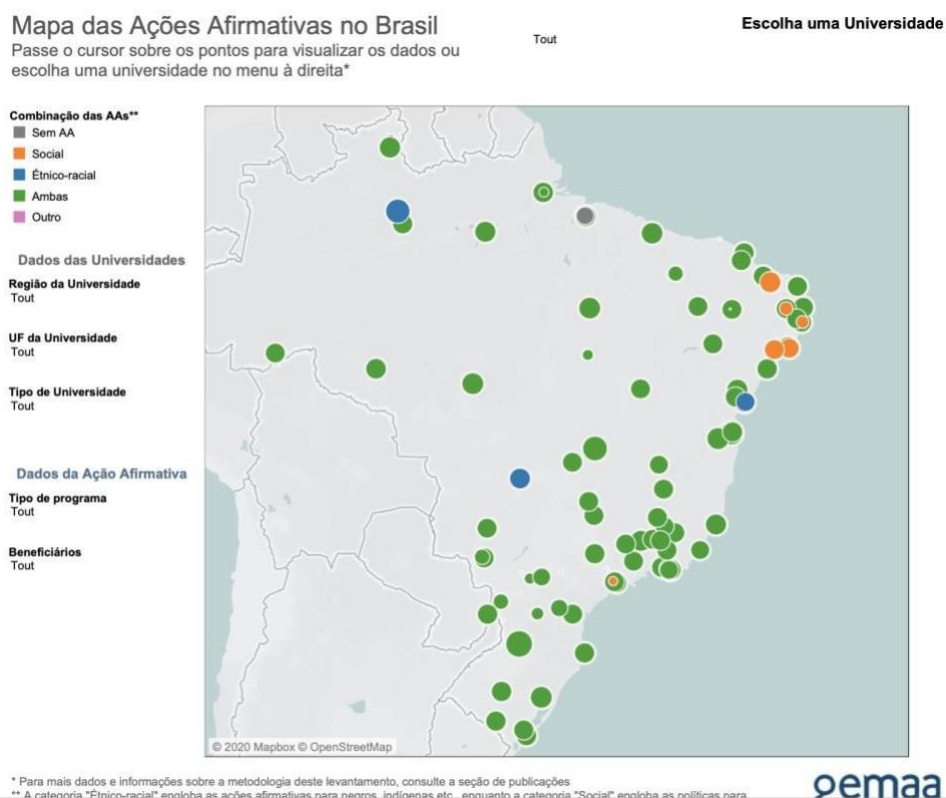 Mapa das Ações Afirmativas no Brasil
Passe o cursor sobre os pontos para visualizar os dados ou
escolha uma universidade no menu à direita*
Tout
Escolha uma Universidade
Combinação das AAs**
Sem AA
Social
Étnico-racial
Ambas
Outro
Dados das Universidades
Região da Universidade
Tout
UF da Universidade
Tout
Tipo de Universidade
Tout
Dados da Ação Afirmativa
Tipo de programa
Tout
Beneficiários
Tout
© 2020 Mapbox © OpenStreetMap
* Para mais dados e informações sobre a metodologia deste levantamento, consulte a seção de publicações
** A categoria "Étnico-racial" engloba as ações afirmativas para negros, indígenas etc., enquanto a categoria "Social" engloba as políticas para
gemaa